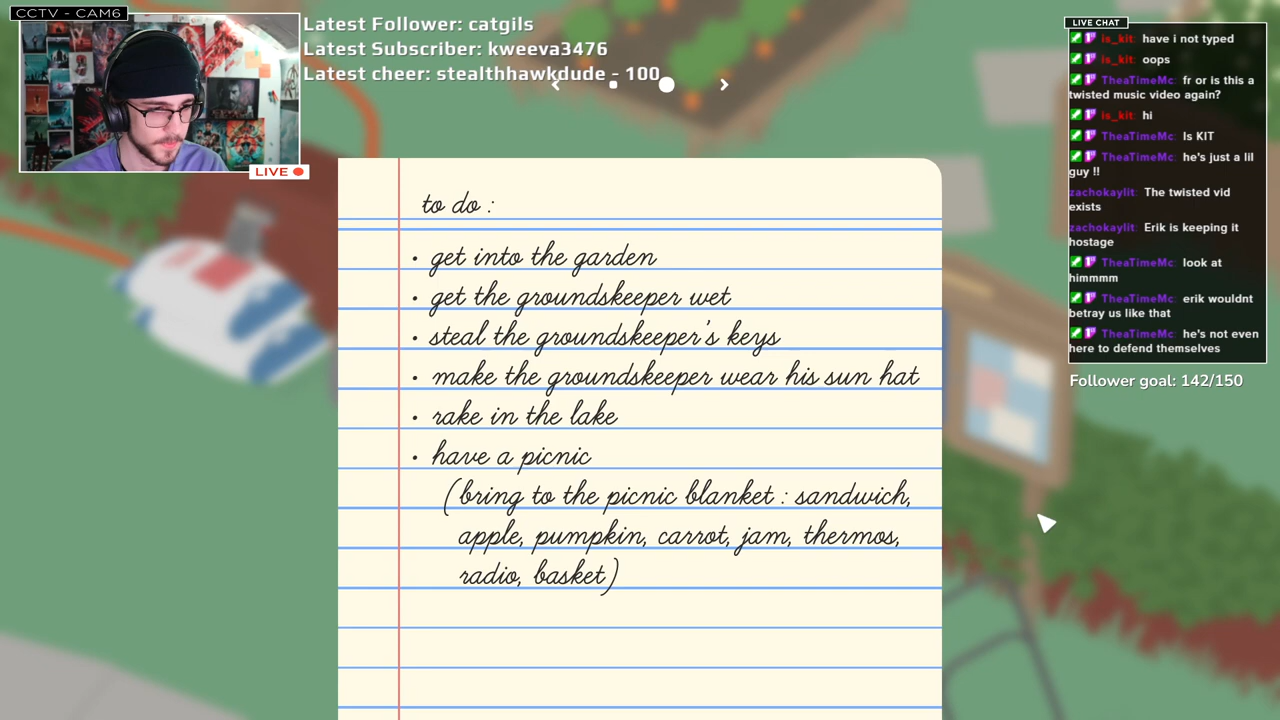 CCTV - CAM6
LIVE
Latest Follower: catgils
Latest Subscriber: kweeva3476
Latest cheer: stealthhawkdude - 100
to do :
• get into the garden
• get the groundskeeper wet
• steal the groundskeeper's keys
• make the groundskeeper wear his sun hat
• rake in the lake
• have a picnic
(bring to the picnic blanket : sandwich,
apple, pumpkin, carrot, jam, thermos,
radio, basket)
LIVE CHAT
is_kit: have i not typed
is_kit: oops
TheaTimeMc: fr or is this a
twisted music video again?
is_kit: hi
TheaTimeMc: Is KIT
TheaTimeMc: he's just a lil
guy !!
zachokaylit: The twisted vid
exists
zachokaylit: Erik is keeping it
hostage
TheaTimeMc: look at
himmmm
TheaTimeMc: erik wouldnt
betray us like that
TheaTimeMc: he's not even
here to defend themselves
Follower goal: 142/150